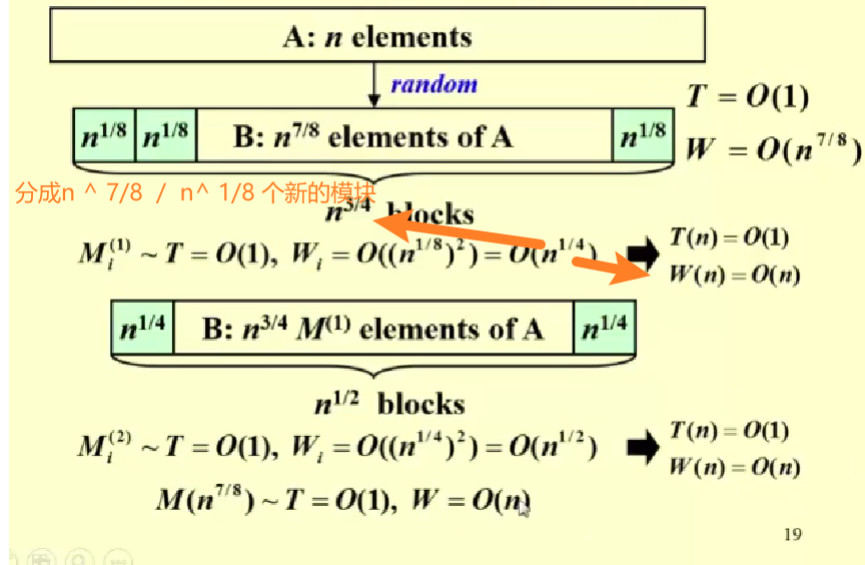 A: n elements
random
T = O(1)
n^{1/8} n^{1/8} B: n^{7/8} elements of A n^{1/8}
W = O(n^{7/8})
分成n ^ 7/8 / n^ 1/8 个新的模块
n^{3/4} blocks
M_i^{(1)} ~ T = O(1), W_i = O((n^{1/8})^2) = O(n^{1/4})
T(n) = O(1)
W(n) = O(n)
n^{1/4} B: n^{3/4} M^{(1)} elements of A n^{1/4}
n^{1/2} blocks
M_i^{(2)} ~ T = O(1), W_i = O((n^{1/4})^2) = O(n^{1/2})
T(n) = O(1)
W(n) = O(n)
M(n^{7/8}) ~ T = O(1), W = O(n)
19